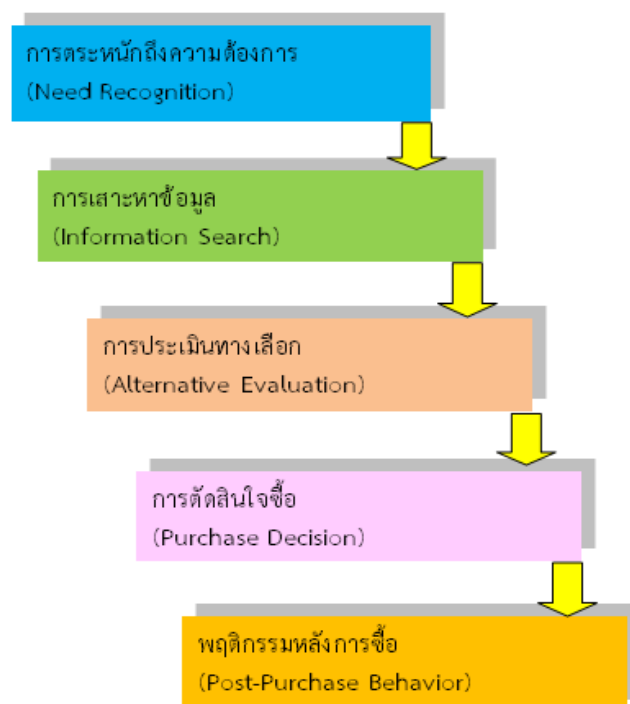 การตระหนักถึงความต้องการ
(Need Recognition)
การเสาะหาข้อมูล
(Information Search)
การประเมินทางเลือก
(Alternative Evaluation)
การตัดสินใจซื้อ
(Purchase Decision)
พฤติกรรมหลังการซื้อ
(Post-Purchase Behavior)